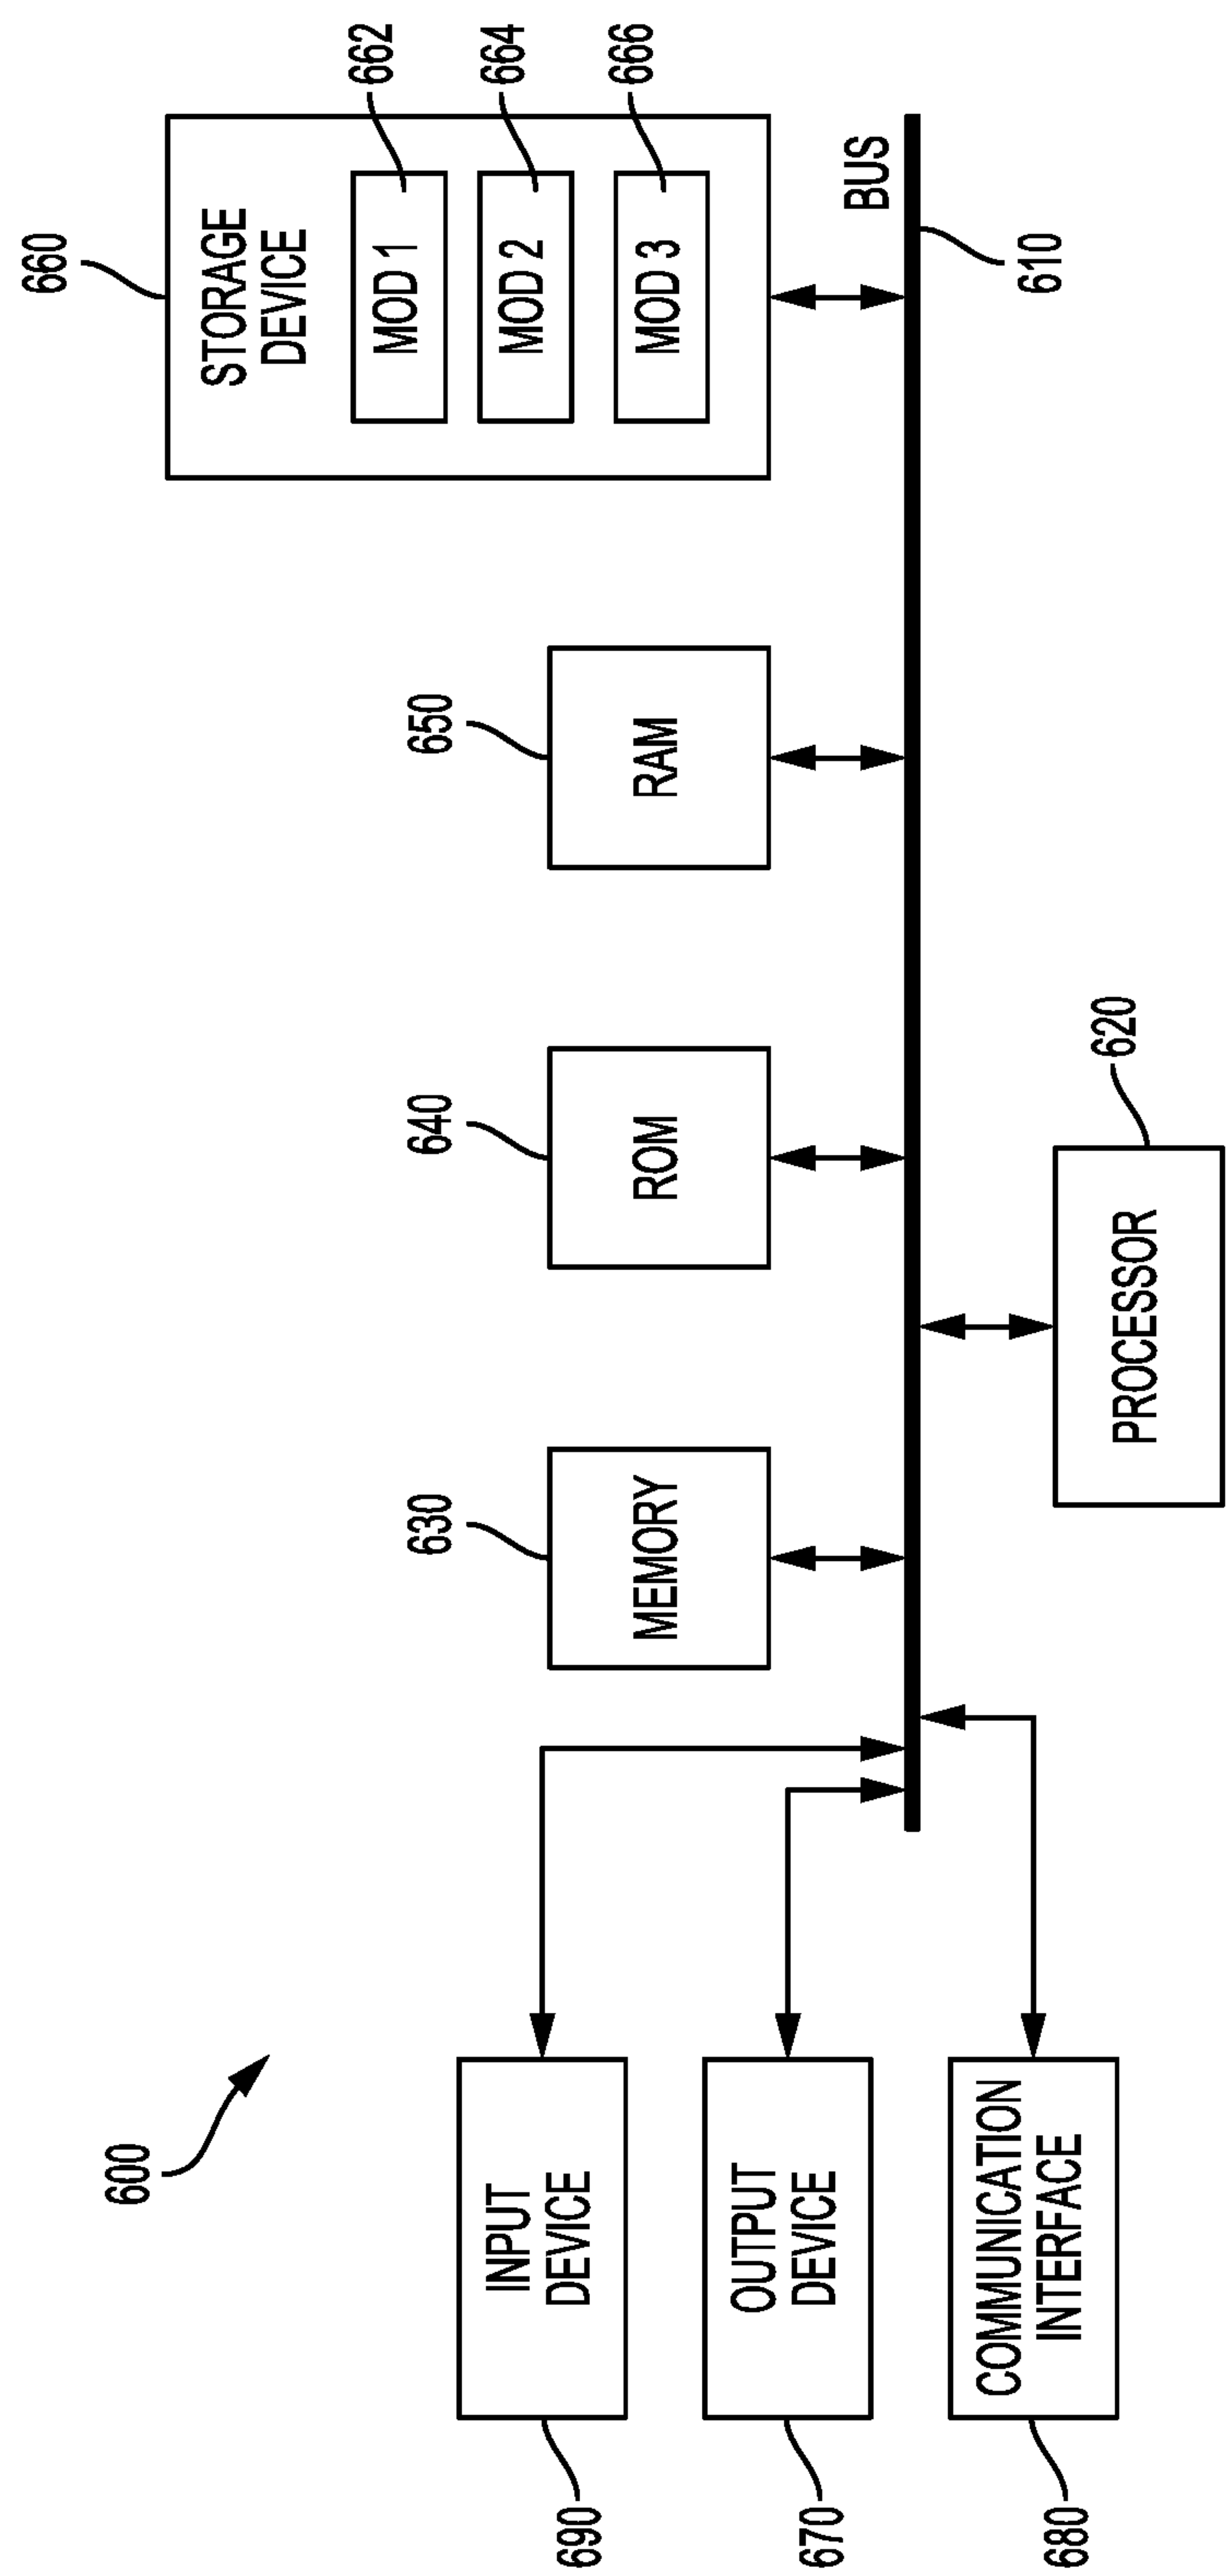 600
690
INPUT
DEVICE
670
OUTPUT
DEVICE
680
COMMUNICATION
INTERFACE
630
MEMORY
640
ROM
650
RAM
660
STORAGE
DEVICE
MOD 1
662
MOD 2
664
MOD 3
666
BUS
610
620
PROCESSOR